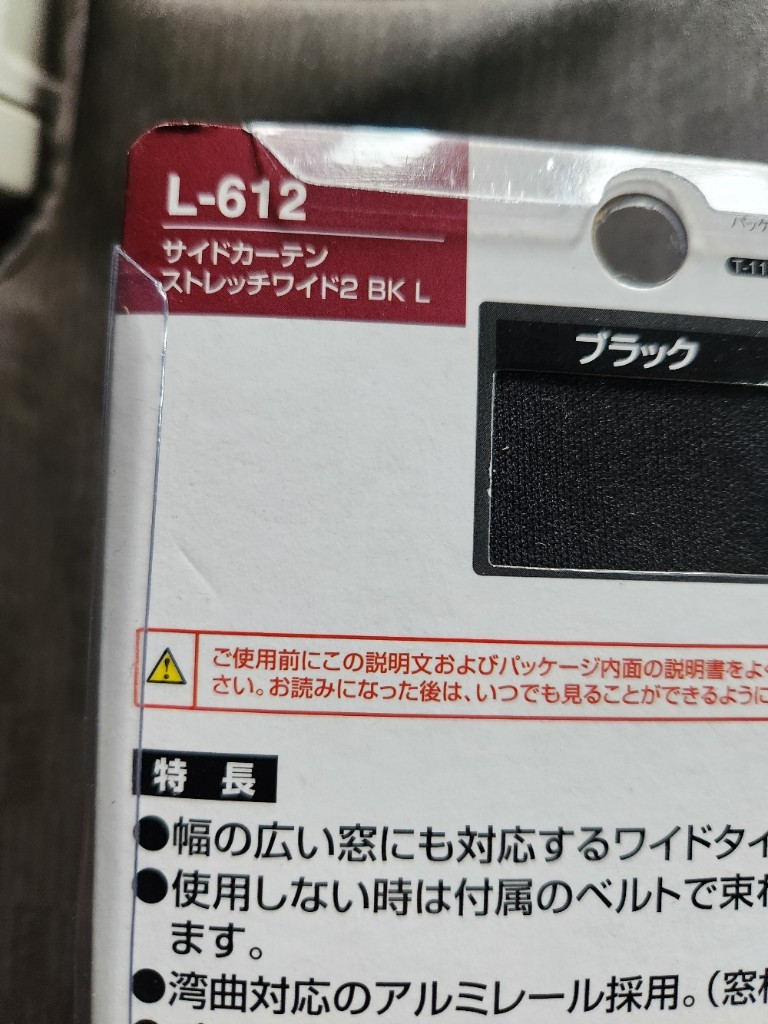 L-612
サイドカーテン
ストレッチワイド2 BK L
パッケ
T-11
ブラック
ご使用前にこの説明文およびパッケージ内面の説明書をよ
さい。お読みになった後は、いつでも見ることができるように
特長
●幅の広い窓にも対応するワイドタイ
●使用しない時は付属のベルトで束ね
ます。
●湾曲対応のアルミレール採用。(窓枠